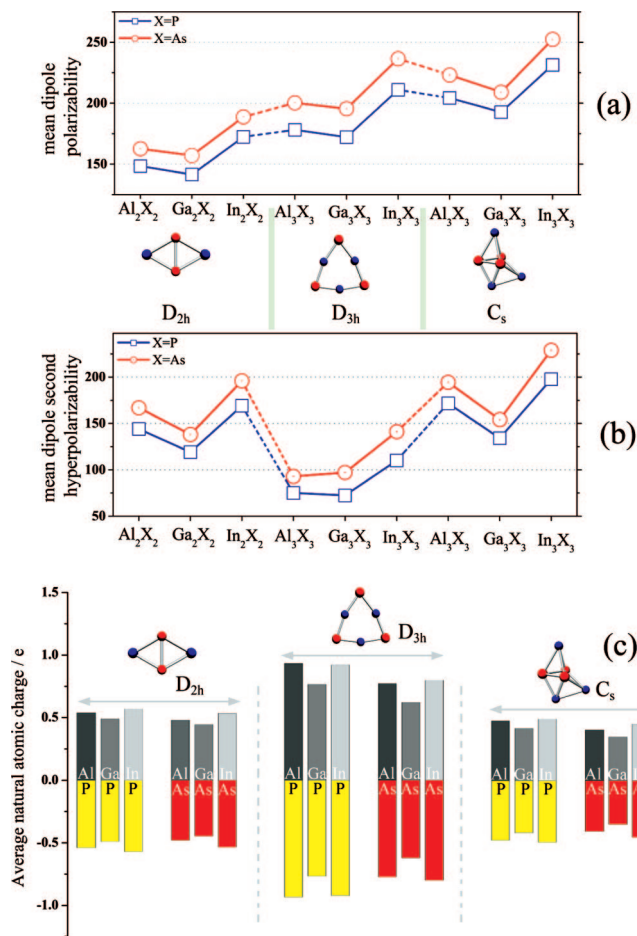 X=P
X=As
250
200
150
mean dipole
polarizability
(a)
Al2X2 Ga2X2 In2X2 Al3X3 Ga3X3 In3X3 Al3X3 Ga3X3 In3X3
D2h D3h Cs
X=P
X=As
200
150
100
50
mean dipole second
hyperpolarizability
(b)
Al2X2 Ga2X2 In2X2 Al3X3 Ga3X3 In3X3 Al3X3 Ga3X3 In3X3
1.5
1.0
0.5
0.0
-0.5
-1.0
Average natural atomic charge / e
(c)
D2h D3h Cs
Al Ga In Al Ga In Al Ga In Al Ga In Al Ga In Al Ga In
P P P As As As P P P As As As P P P As As